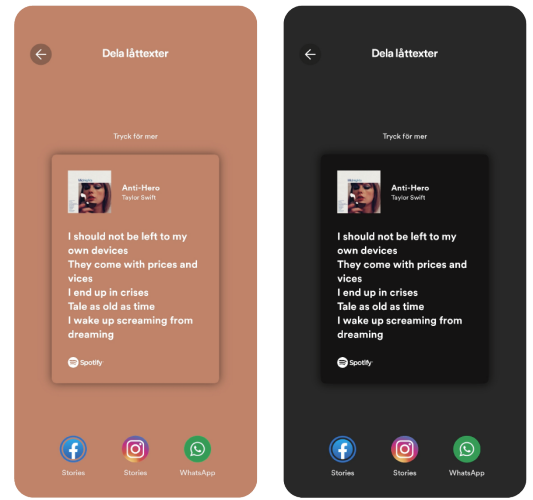 Dela låttexter
Tryck för mer
Anti-Hero
Taylor Swift
I should not be left to my
own devices
They come with prices and
vices
I end up in crises
Tale as old as time
I wake up screaming from
dreaming
Spotify
Stories
Stories
WhatsApp
Dela låttexter
Tryck för mer
Anti-Hero
Taylor Swift
I should not be left to my
own devices
They come with prices and
vices
I end up in crises
Tale as old as time
I wake up screaming from
dreaming
Spotify
Stories
Stories
WhatsApp